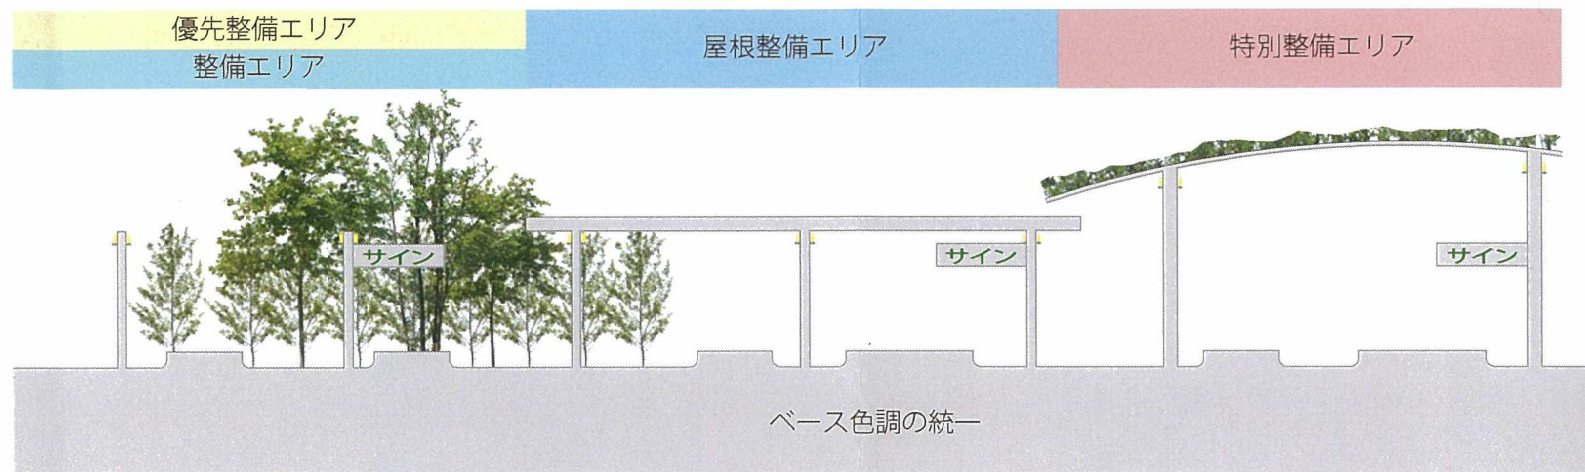 優先整備エリア
整備エリア
屋根整備エリア
特別整備エリア
サイン
サイン
サイン
ベース色調の統一